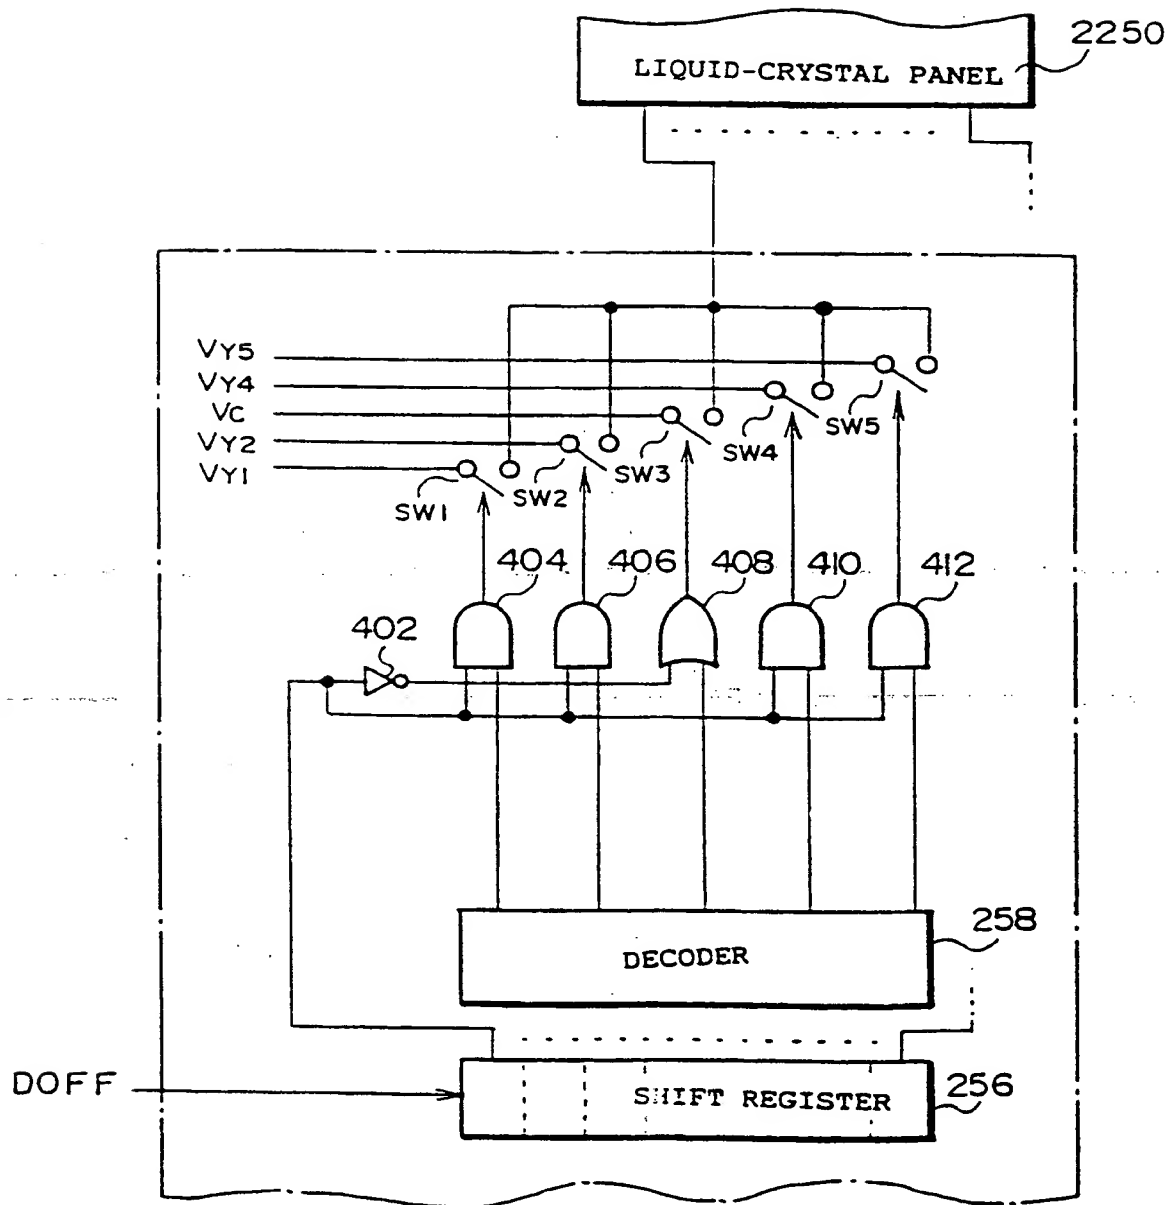 2250
LIQUID-CRYSTAL PANEL
VY5
VY4
VC
VY2
VY1
SW1
SW2
SW3
SW4
SW5
404
406
408
410
412
402
258
DECODER
DOFF
SHIFT REGISTER
256